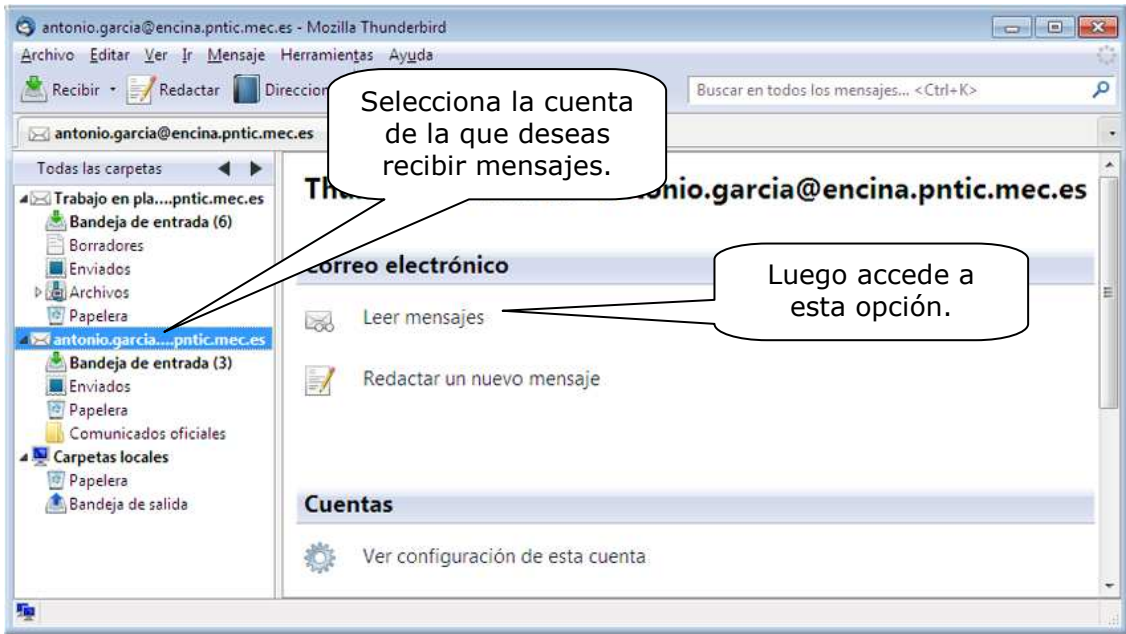 antonio.garcia@encina.pntic.mec.es - Mozilla Thunderbird
Archivo Editar Ver Ir Mensaje Herramientas Ayuda
Recibir Redactar Direccion
Buscar en todos los mensajes... <Ctrl+K>
Selecciona la cuenta
de la que deseas
recibir mensajes.
antonio.garcia@encina.pntic.mec.es
Todas las carpetas
Trabajo en pla....pntic.mec.es
Bandeja de entrada (6)
Borradores
Enviados
Archivos
Papelera
antonio.garcia....pntic.mec.es
Bandeja de entrada (3)
Enviados
Papelera
Comunicados oficiales
Carpetas locales
Papelera
Bandeja de salida
Thu onio.garcia@encina.pntic.mec.es
Correo electrónico
Luego accede a
esta opción.
Leer mensajes
Redactar un nuevo mensaje
Cuentas
Ver configuración de esta cuenta